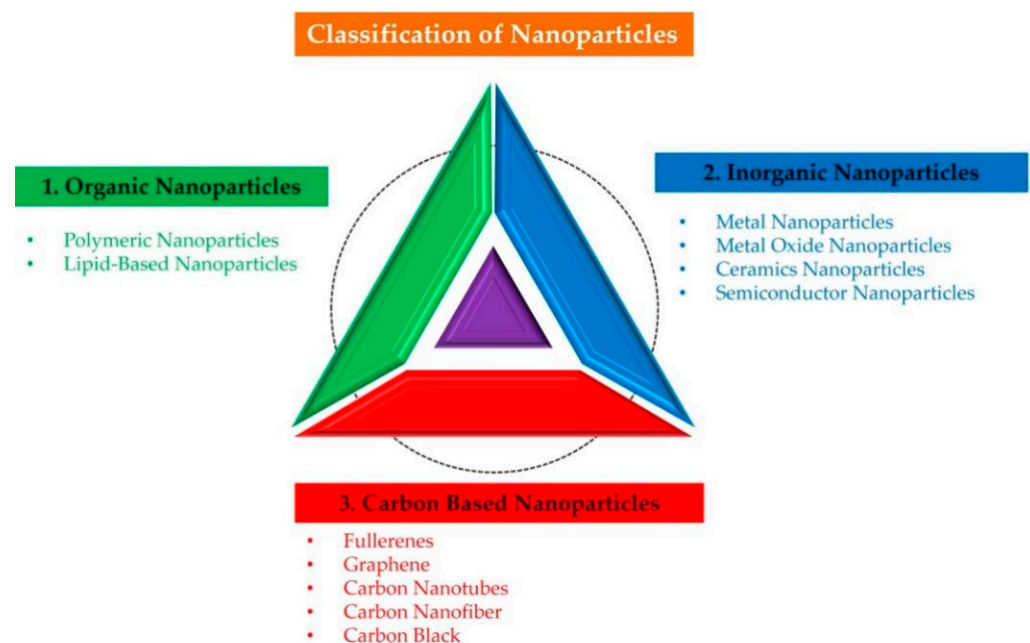 Classification of Nanoparticles
1. Organic Nanoparticles
• Polymeric Nanoparticles
• Lipid-Based Nanoparticles
2. Inorganic Nanoparticles
• Metal Nanoparticles
• Metal Oxide Nanoparticles
• Ceramics Nanoparticles
• Semiconductor Nanoparticles
3. Carbon Based Nanoparticles
• Fullerenes
• Graphene
• Carbon Nanotubes
• Carbon Nanofiber
• Carbon Black